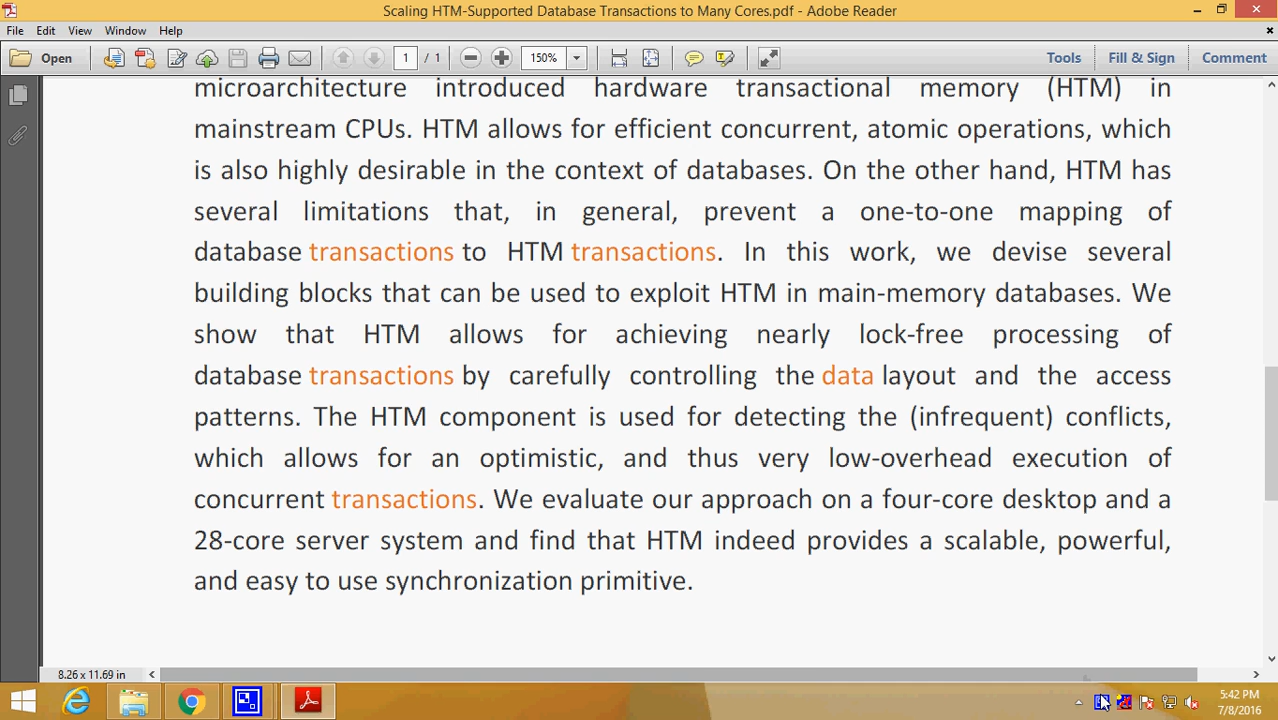 Scaling HTM-Supported Database Transactions to Many Cores.pdf - Adobe Reader
File Edit View Window Help
Open 1 / 1 150% Tools Fill & Sign Comment
microarchitecture introduced hardware transactional memory (HTM) in
mainstream CPUs. HTM allows for efficient concurrent, atomic operations, which
is also highly desirable in the context of databases. On the other hand, HTM has
several limitations that, in general, prevent a one-to-one mapping of
database transactions to HTM transactions. In this work, we devise several
building blocks that can be used to exploit HTM in main-memory databases. We
show that HTM allows for achieving nearly lock-free processing of
database transactions by carefully controlling the data layout and the access
patterns. The HTM component is used for detecting the (infrequent) conflicts,
which allows for an optimistic, and thus very low-overhead execution of
concurrent transactions. We evaluate our approach on a four-core desktop and a
28-core server system and find that HTM indeed provides a scalable, powerful,
and easy to use synchronization primitive.
8.26 x 11.69 in
5:42 PM
7/8/2016